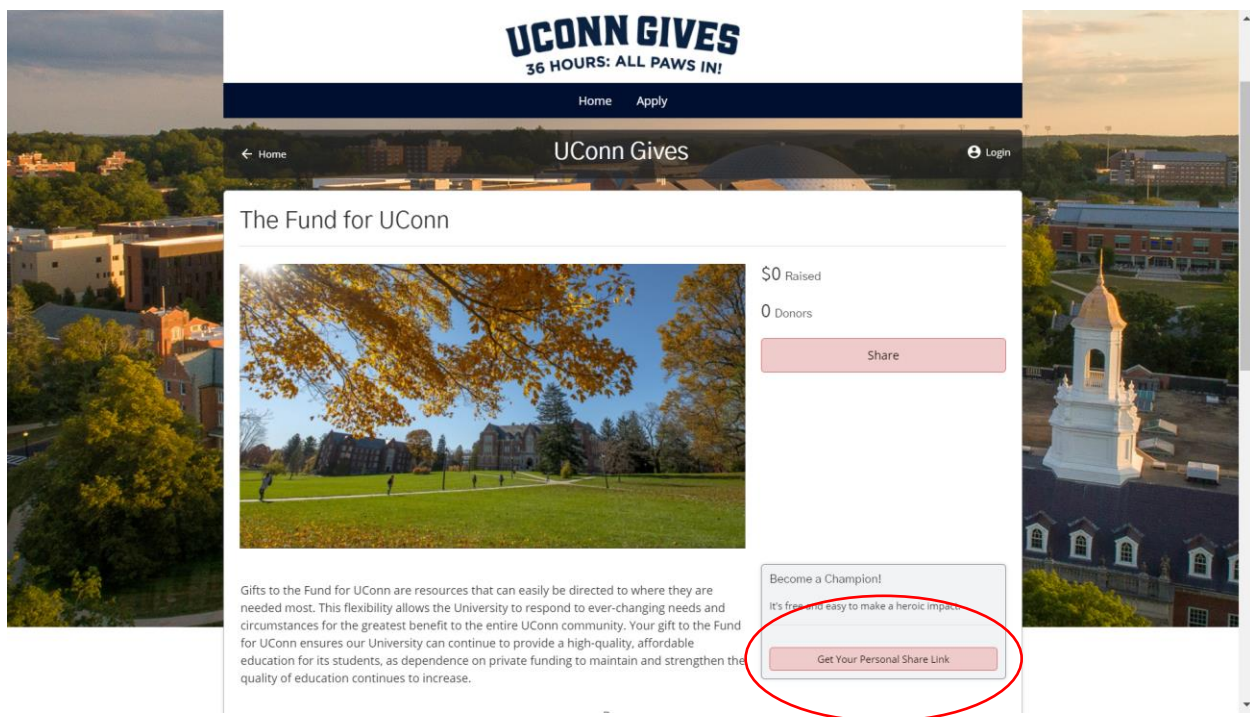 UCONN GIVES
36 HOURS: ALL PAWS IN!
Home Apply
← Home UConn Gives Login
The Fund for UConn
$0 Raised
0 Donors
Share
Become a Champion!
It's free and easy to make a heroic impact.
Get Your Personal Share Link
Gifts to the Fund for UConn are resources that can easily be directed to where they are
needed most. This flexibility allows the University to respond to ever-changing needs and
circumstances for the greatest benefit to the entire UConn community. Your gift to the Fund
for UConn ensures our University can continue to provide a high-quality, affordable
education for its students, as dependence on private funding to maintain and strengthen the
quality of education continues to increase.